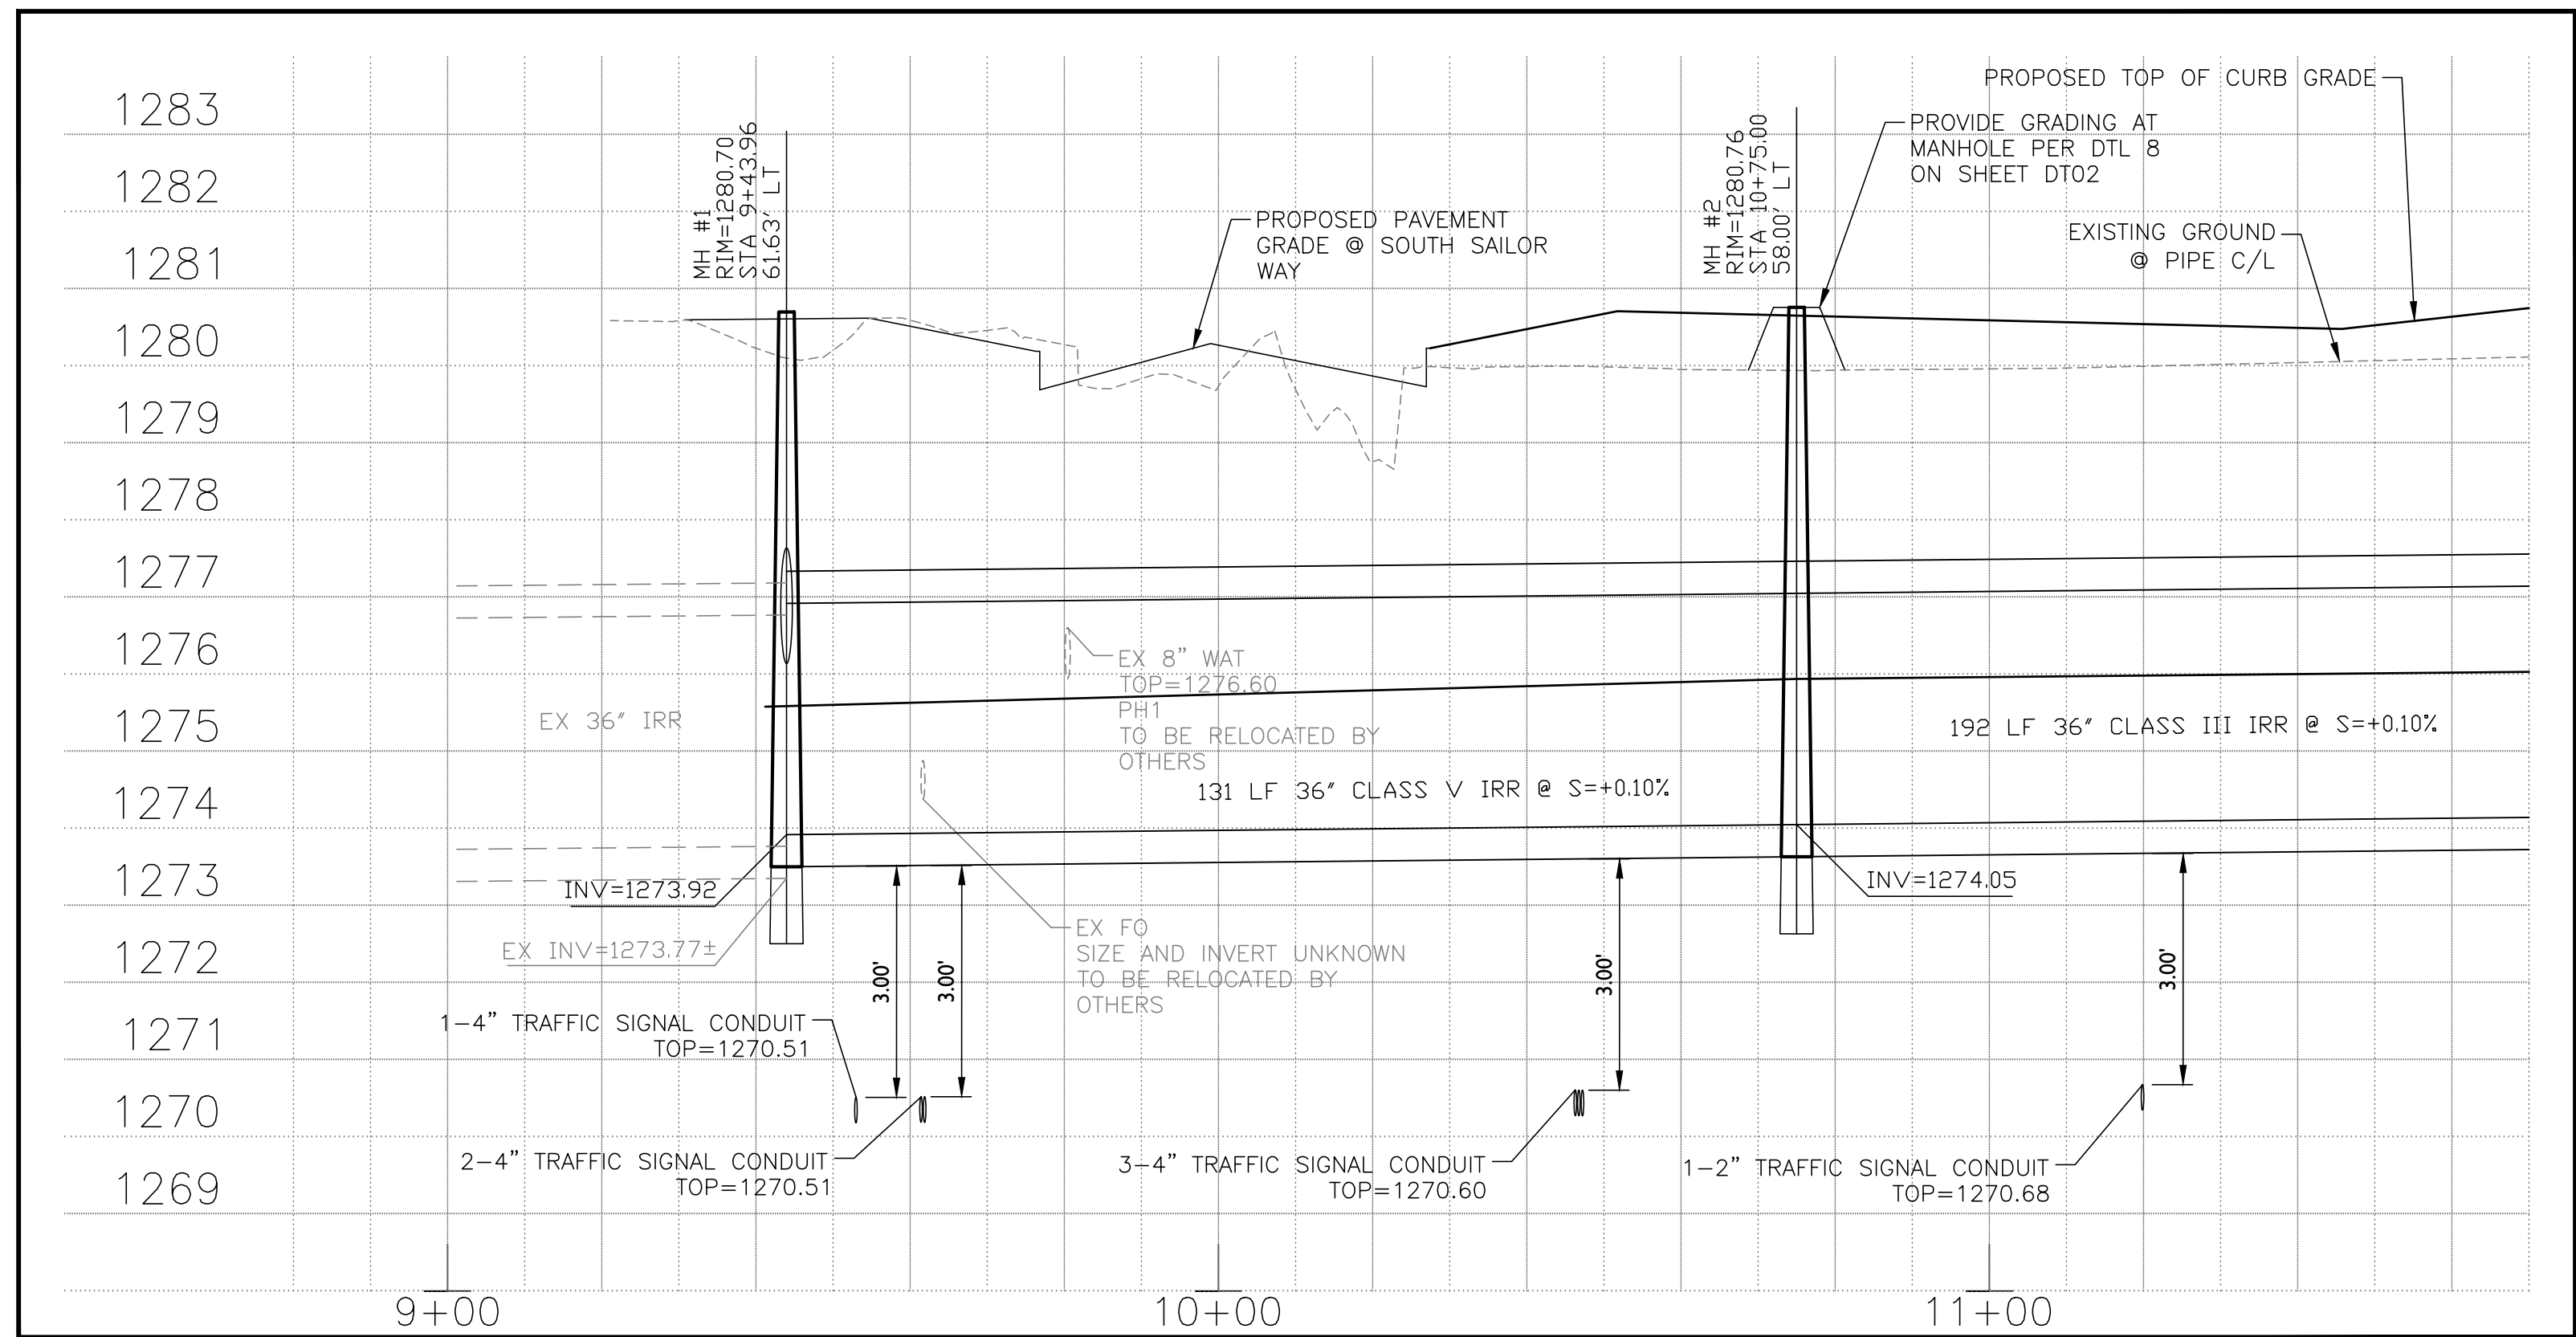 1283
1282
1281
1280
1279
1278
1277
1276
1275
1274
1273
1272
1271
1270
1269
MH #1
RIM=1280.70
STA 9+43.96
61.63' LT
PROPOSED PAVEMENT
GRADE @ SOUTH SAILOR
WAY
MH #2
RIM=1280.76
STA 10+75.00
58.00' LT
PROPOSED TOP OF CURB GRADE
PROVIDE GRADING AT
MANHOLE PER DTL 8
ON SHEET DT02
EXISTING GROUND
@ PIPE C/L
EX 8" WAT
TOP=1276.60
PH1
TO BE RELOCATED BY
OTHERS
EX 36" IRR
131 LF 36" CLASS V IRR @ S=+0.10%
192 LF 36" CLASS III IRR @ S=+0.10%
INV=1273.92
EX INV=1273.77±
INV=1274.05
EX FO
SIZE AND INVERT UNKNOWN
TO BE RELOCATED BY
OTHERS
3.00'
3.00'
3.00'
3.00'
1-4" TRAFFIC SIGNAL CONDUIT
TOP=1270.51
2-4" TRAFFIC SIGNAL CONDUIT
TOP=1270.51
3-4" TRAFFIC SIGNAL CONDUIT
TOP=1270.60
1-2" TRAFFIC SIGNAL CONDUIT
TOP=1270.68
9+00
10+00
11+00